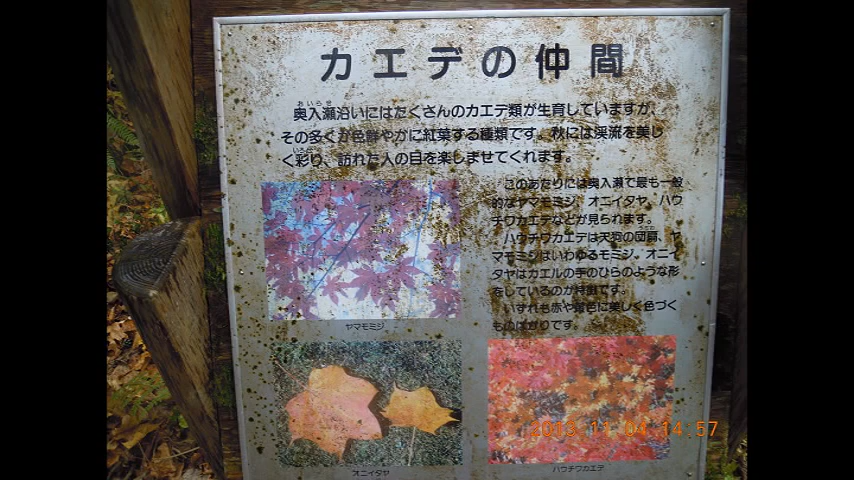 カエデの仲間
おいらせ
奥入瀬沿いにはたくさんのカエデ類が生育していますが、
その多くが色鮮やかに紅葉する種類です。秋には渓流を美し
いろど
く彩り、訪れた人の目を楽しませてくれます。
このあたりには奥入瀬で最も一般
的なヤマモミジ、オニイタヤ、ハウ
チワカエデなどが見られます。
ハウチワカエデは天狗の団扇、ヤ
マモミジはいわゆるモミジ、オニイ
タヤはカエルの手のひらのような形
をしているのが特徴です。
いずれも赤や黄色に美しく色づく
ものばかりです
ヤマモミジ
オニイタヤ
ハウチワカエデ
2013.11.04 14:57